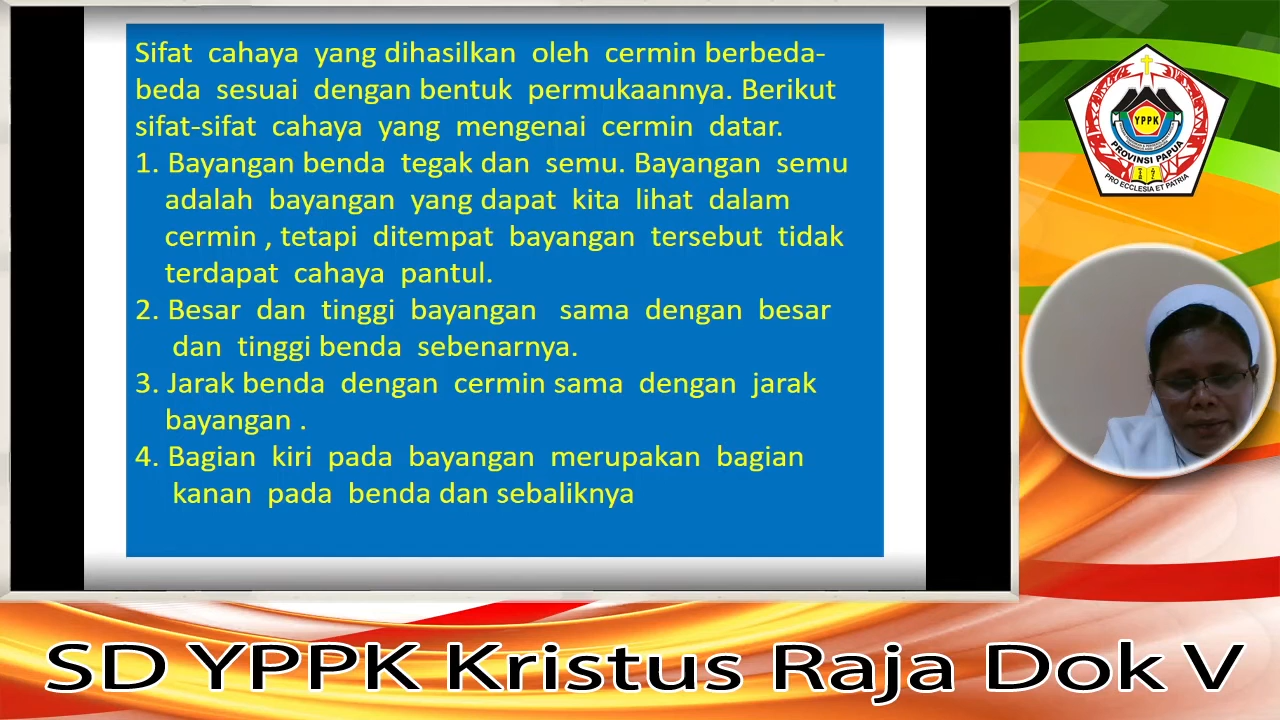 Sifat cahaya yang dihasilkan oleh cermin berbeda-
beda sesuai dengan bentuk permukaannya. Berikut
sifat-sifat cahaya yang mengenai cermin datar.
1. Bayangan benda tegak dan semu. Bayangan semu
adalah bayangan yang dapat kita lihat dalam
cermin , tetapi ditempat bayangan tersebut tidak
terdapat cahaya pantul.
2. Besar dan tinggi bayangan sama dengan besar
dan tinggi benda sebenarnya.
3. Jarak benda dengan cermin sama dengan jarak
bayangan .
4. Bagian kiri pada bayangan merupakan bagian
kanan pada benda dan sebaliknya
YPPK
PROVINSI PAPUA
PRO ECCLESIA ET PATRIA
SD YPPK Kristus Raja Dok V